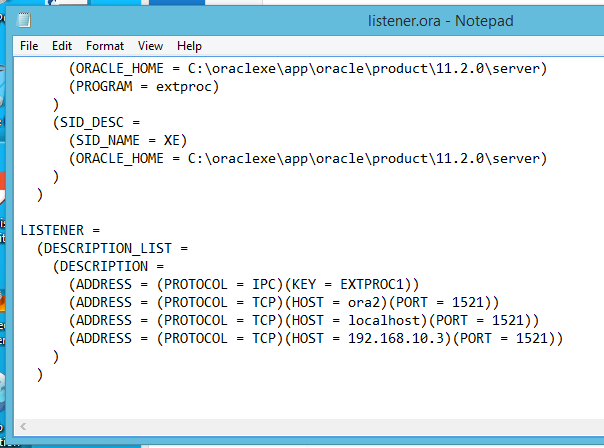 listener.ora - Notepad
File Edit Format View Help
(ORACLE_HOME = C:\oraclexe\app\oracle\product\11.2.0\server)
(PROGRAM = extproc)
)
(SID_DESC =
(SID_NAME = XE)
(ORACLE_HOME = C:\oraclexe\app\oracle\product\11.2.0\server)
)
)
LISTENER =
(DESCRIPTION_LIST =
(DESCRIPTION =
(ADDRESS = (PROTOCOL = IPC)(KEY = EXTPROC1))
(ADDRESS = (PROTOCOL = TCP)(HOST = ora2)(PORT = 1521))
(ADDRESS = (PROTOCOL = TCP)(HOST = localhost)(PORT = 1521))
(ADDRESS = (PROTOCOL = TCP)(HOST = 192.168.10.3)(PORT = 1521))
)
)